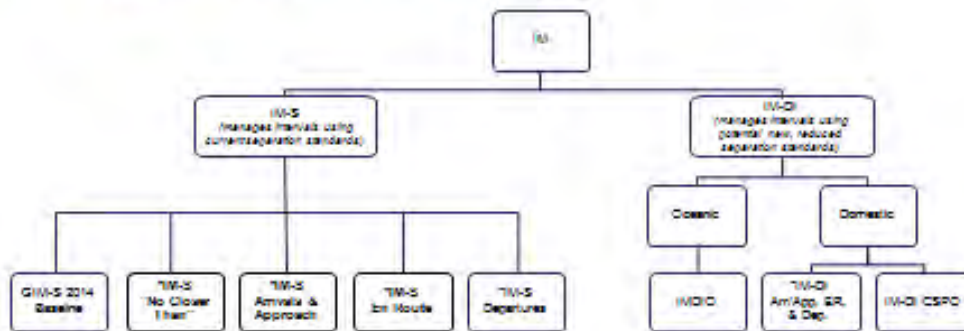 IM
IM-S
(manages intervals using
current separation standards)
IM-DI
(manages intervals using
potential new, reduced
separation standards)
Oceanic
Domestic
GIM-S 2014
Baseline
"IM-S
"No Closer
Than"
"IM-S
Arrivals &
Approach
"IM-S
En Route
"IM-S
Departures
IMDIO
"IM-DI
Arr/App, ER,
& Dep.
IM-DI CSPO